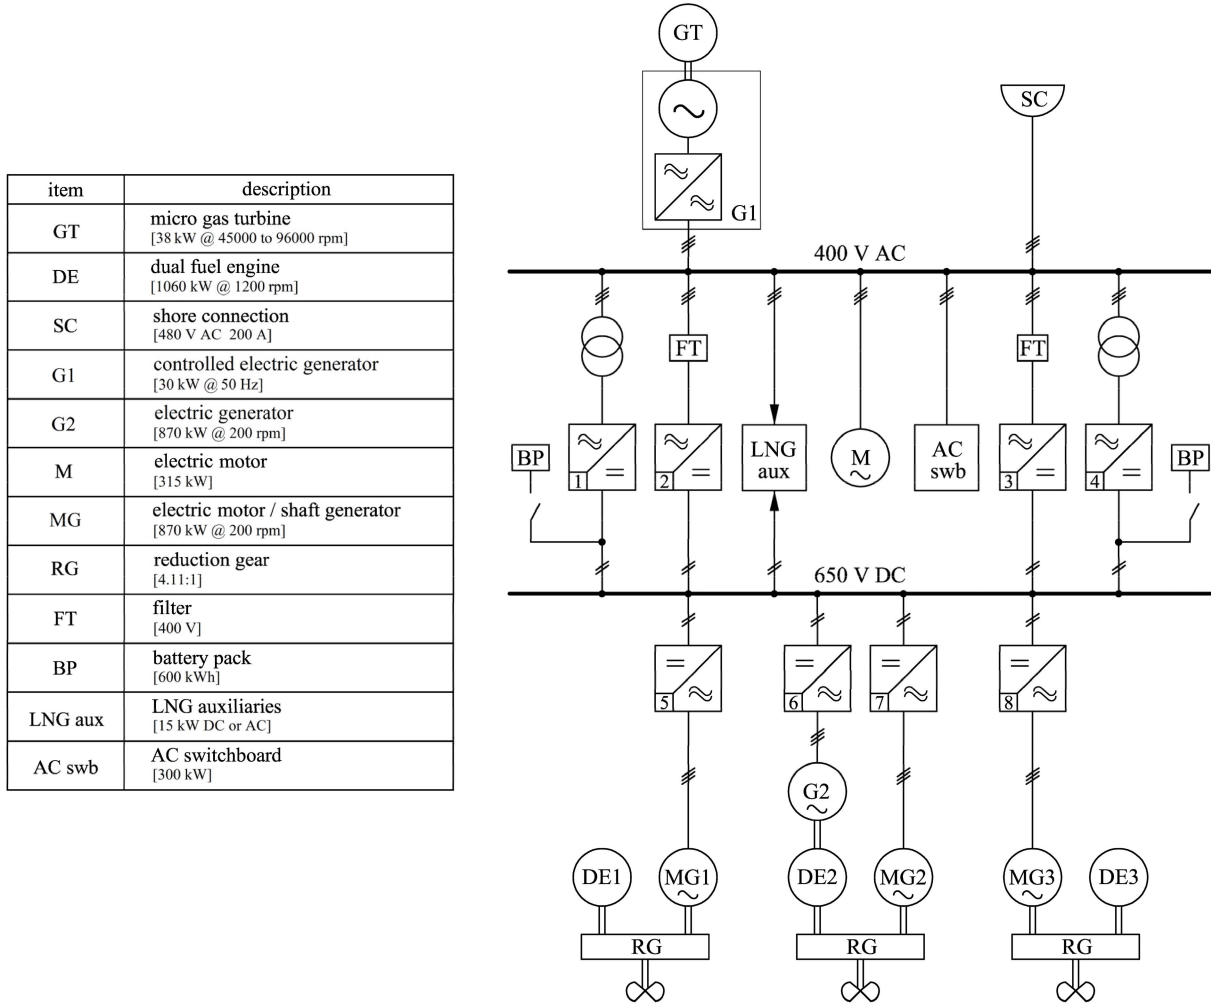 item description
GT micro gas turbine
[38 kW @ 45000 to 96000 rpm]
DE dual fuel engine
[1060 kW @ 1200 rpm]
SC shore connection
[480 V AC 200 A]
G1 controlled electric generator
[30 kW @ 50 Hz]
G2 electric generator
[870 kW @ 200 rpm]
M electric motor
[315 kW]
MG electric motor / shaft generator
[870 kW @ 200 rpm]
RG reduction gear
[4.11:1]
FT filter
[400 V]
BP battery pack
[600 kWh]
LNG aux LNG auxiliaries
[15 kW DC or AC]
AC swb AC switchboard
[300 kW]
GT
SC
G1
400 V AC
FT FT
BP 1 2 LNG M AC 3 4 BP
aux swb
650 V DC
5 6 7 8
G2
DE1 MG1 DE2 MG2 MG3 DE3
RG RG RG